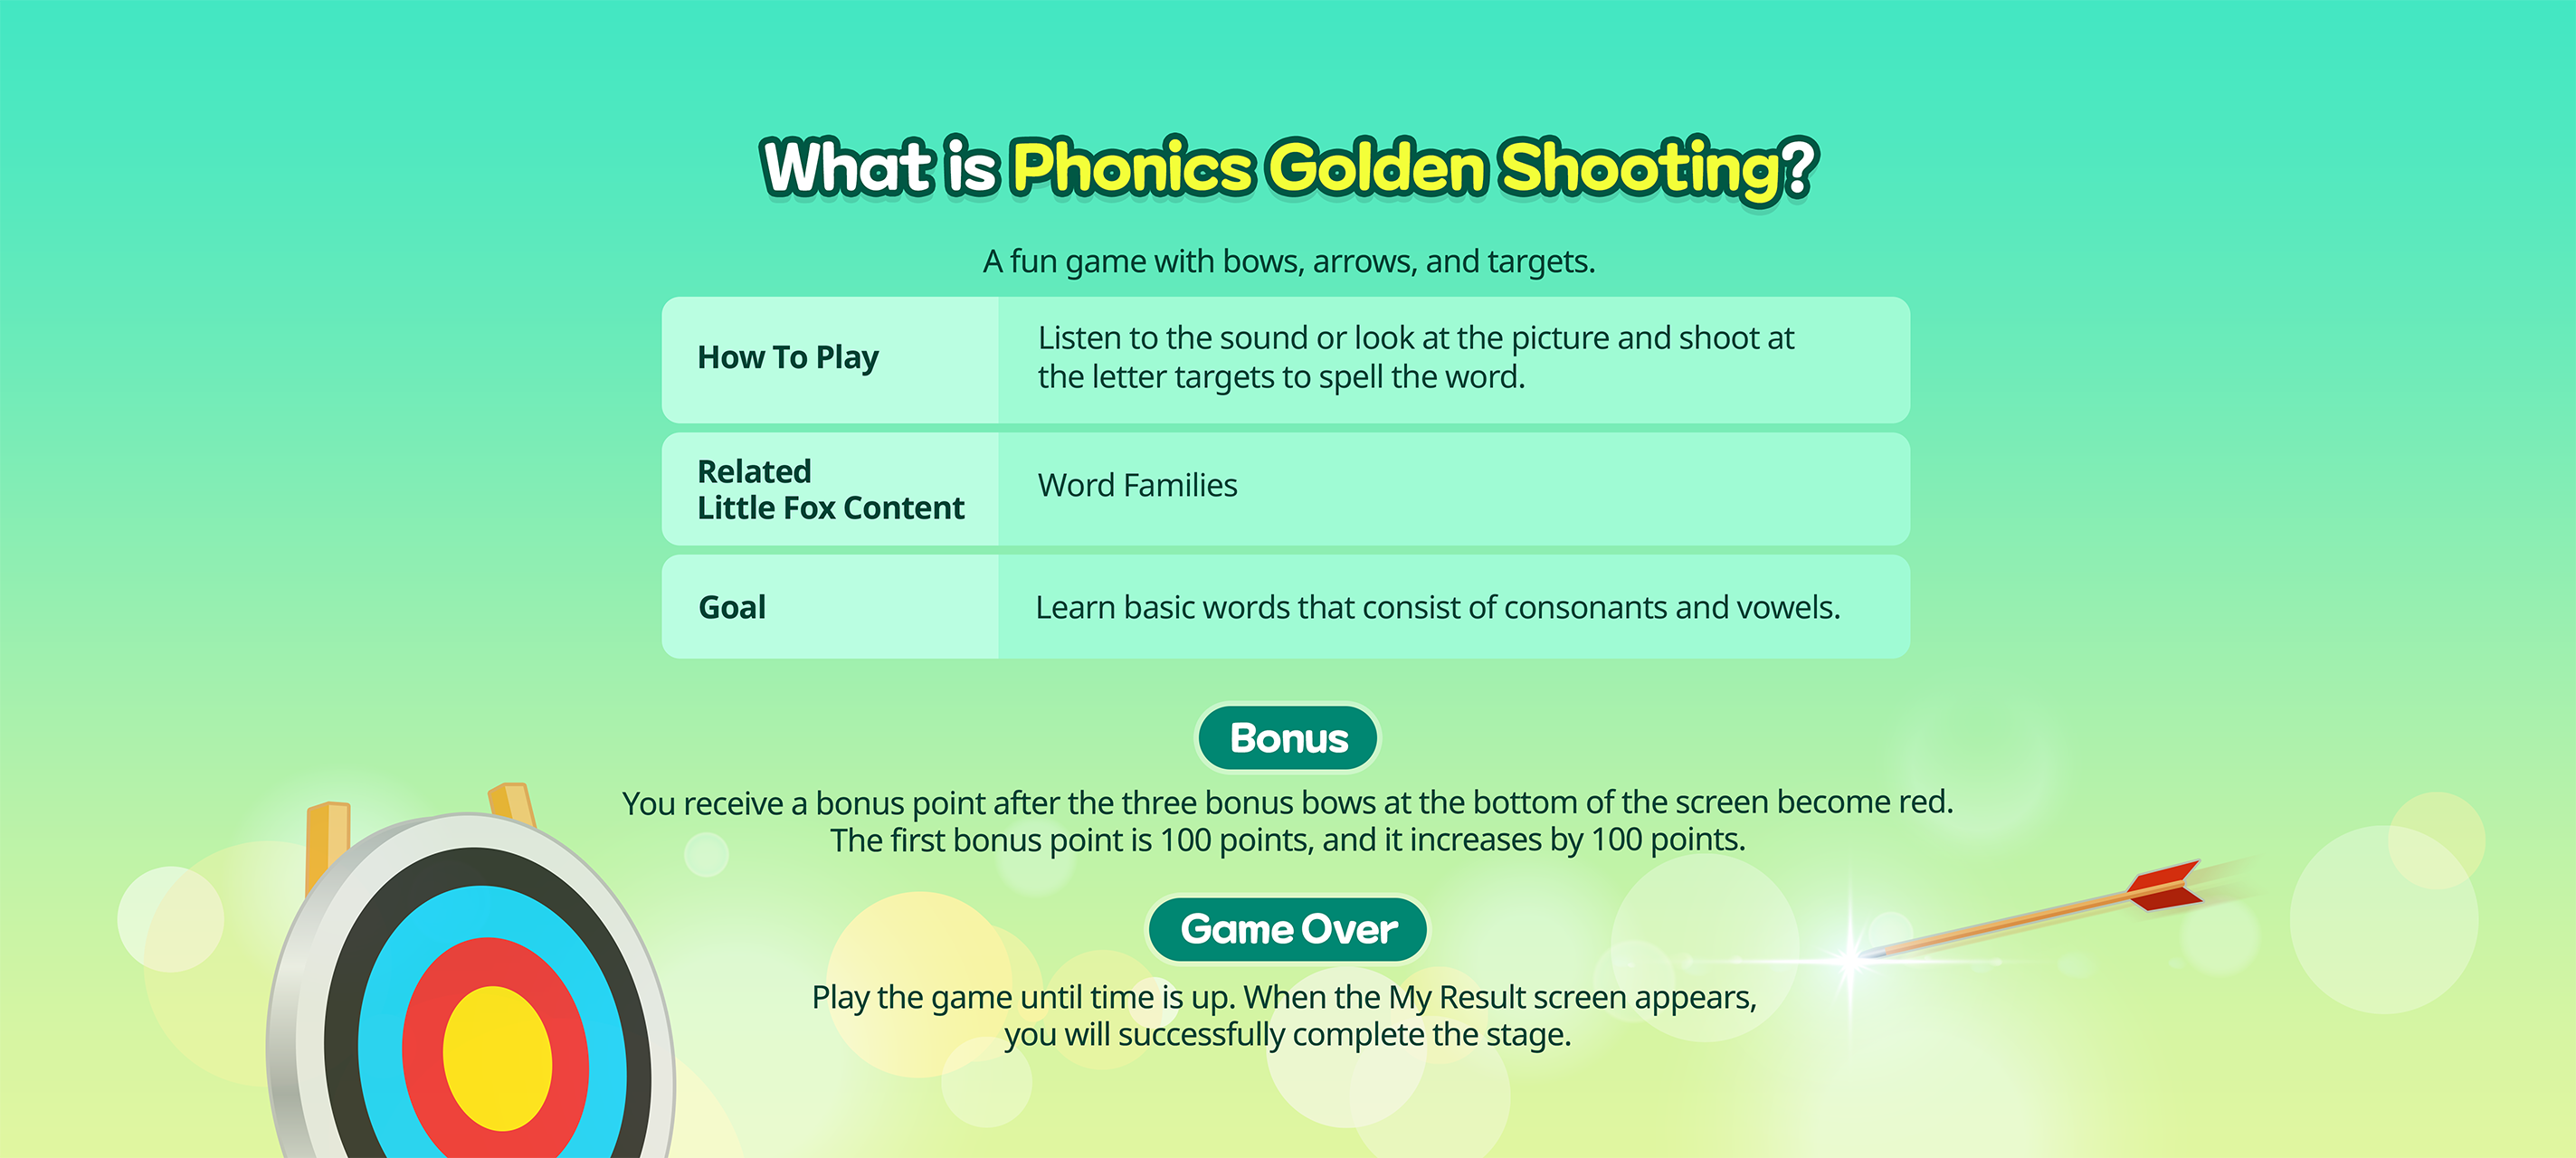 What is Phonics Golden Shooting?
A fun game with bows, arrows, and targets.
How To Play
Listen to the sound or look at the picture and shoot at
the letter targets to spell the word.
Related
Little Fox Content
Word Families
Goal
Learn basic words that consist of consonants and vowels.
Bonus
You receive a bonus point after the three bonus bows at the bottom of the screen become red.
The first bonus point is 100 points, and it increases by 100 points.
Game Over
Play the game until time is up. When the My Result screen appears,
you will successfully complete the stage.